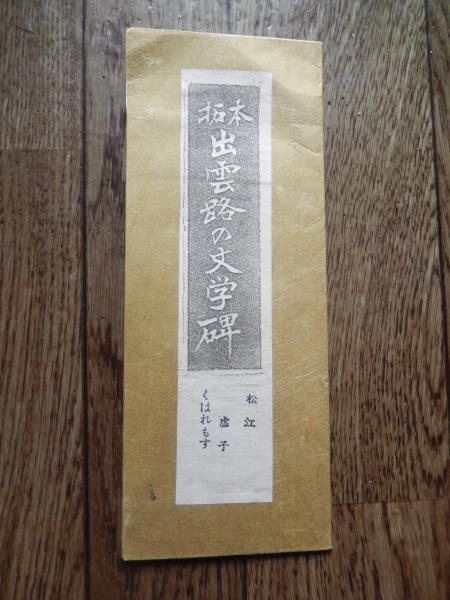 拓本
出雲路の文学碑
松江
虚子
くはれもす